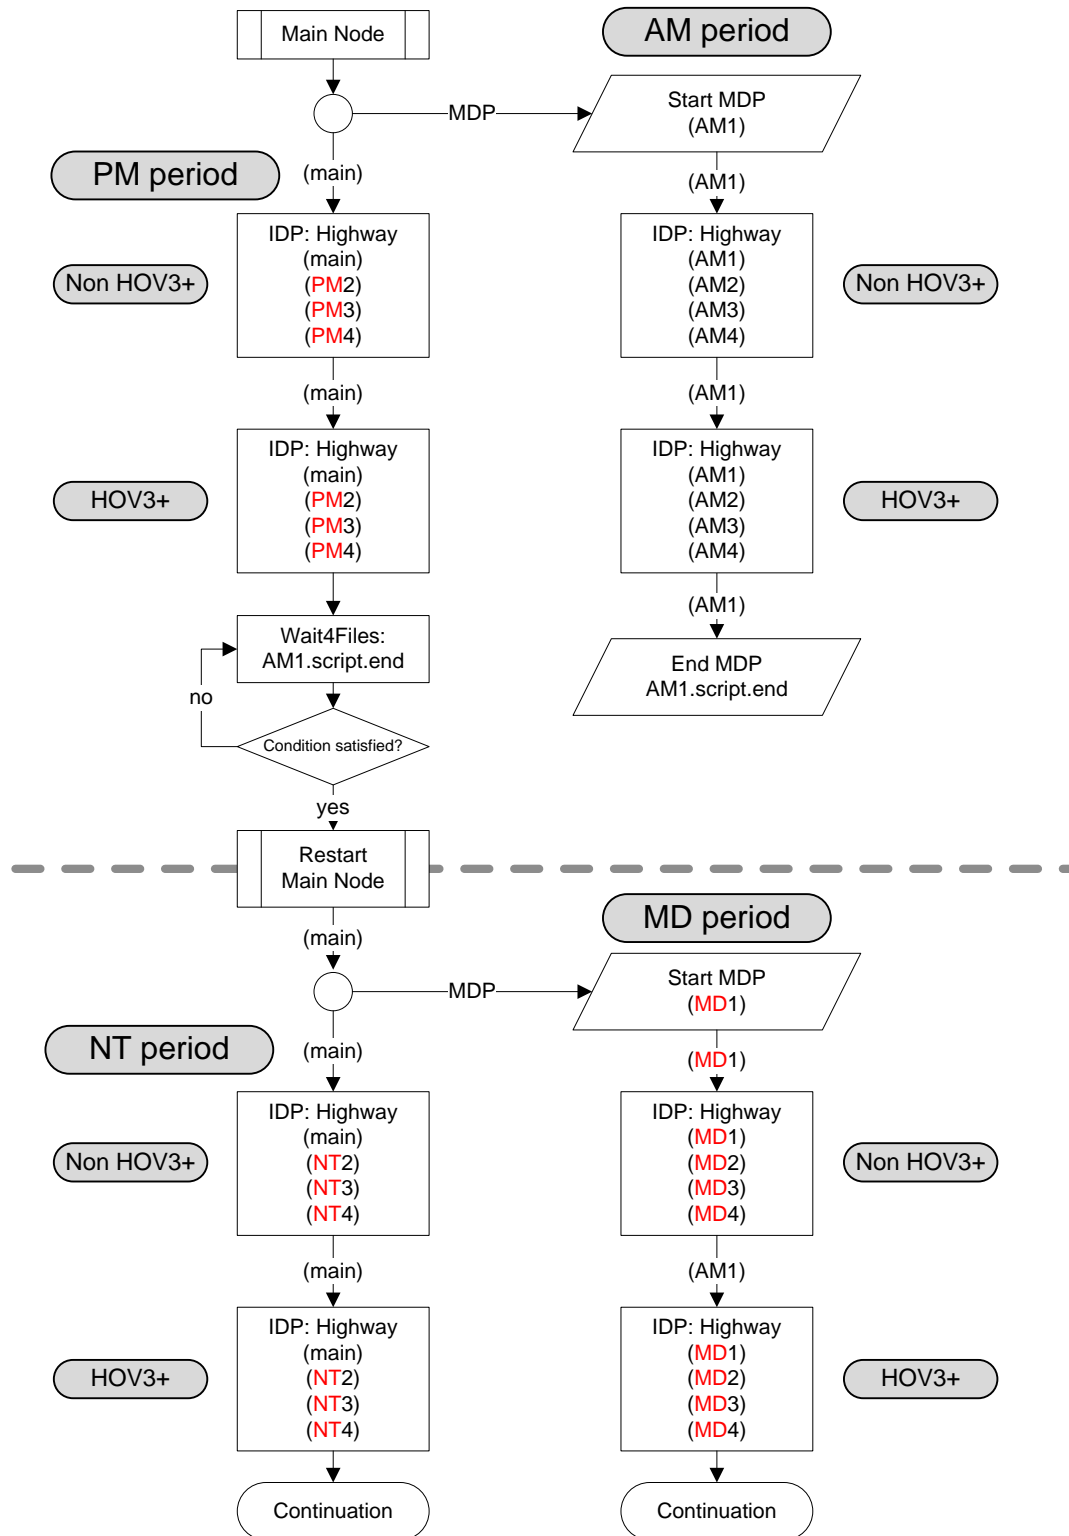 Main Node
AM period
MDP
Start MDP
(AM1)
PM period
(main)
(AM1)
IDP: Highway
(main)
(PM2)
(PM3)
(PM4)
Non HOV3+
IDP: Highway
(AM1)
(AM2)
(AM3)
(AM4)
Non HOV3+
(main)
(AM1)
IDP: Highway
(main)
(PM2)
(PM3)
(PM4)
HOV3+
IDP: Highway
(AM1)
(AM2)
(AM3)
(AM4)
HOV3+
(AM1)
Wait4Files:
AM1.script.end
End MDP
AM1.script.end
no
Condition satisfied?
yes
Restart
Main Node
MD period
(main)
MDP
Start MDP
(MD1)
NT period
(main)
(MD1)
IDP: Highway
(main)
(NT2)
(NT3)
(NT4)
Non HOV3+
IDP: Highway
(MD1)
(MD2)
(MD3)
(MD4)
Non HOV3+
(main)
(AM1)
IDP: Highway
(main)
(NT2)
(NT3)
(NT4)
HOV3+
IDP: Highway
(MD1)
(MD2)
(MD3)
(MD4)
HOV3+
Continuation
Continuation